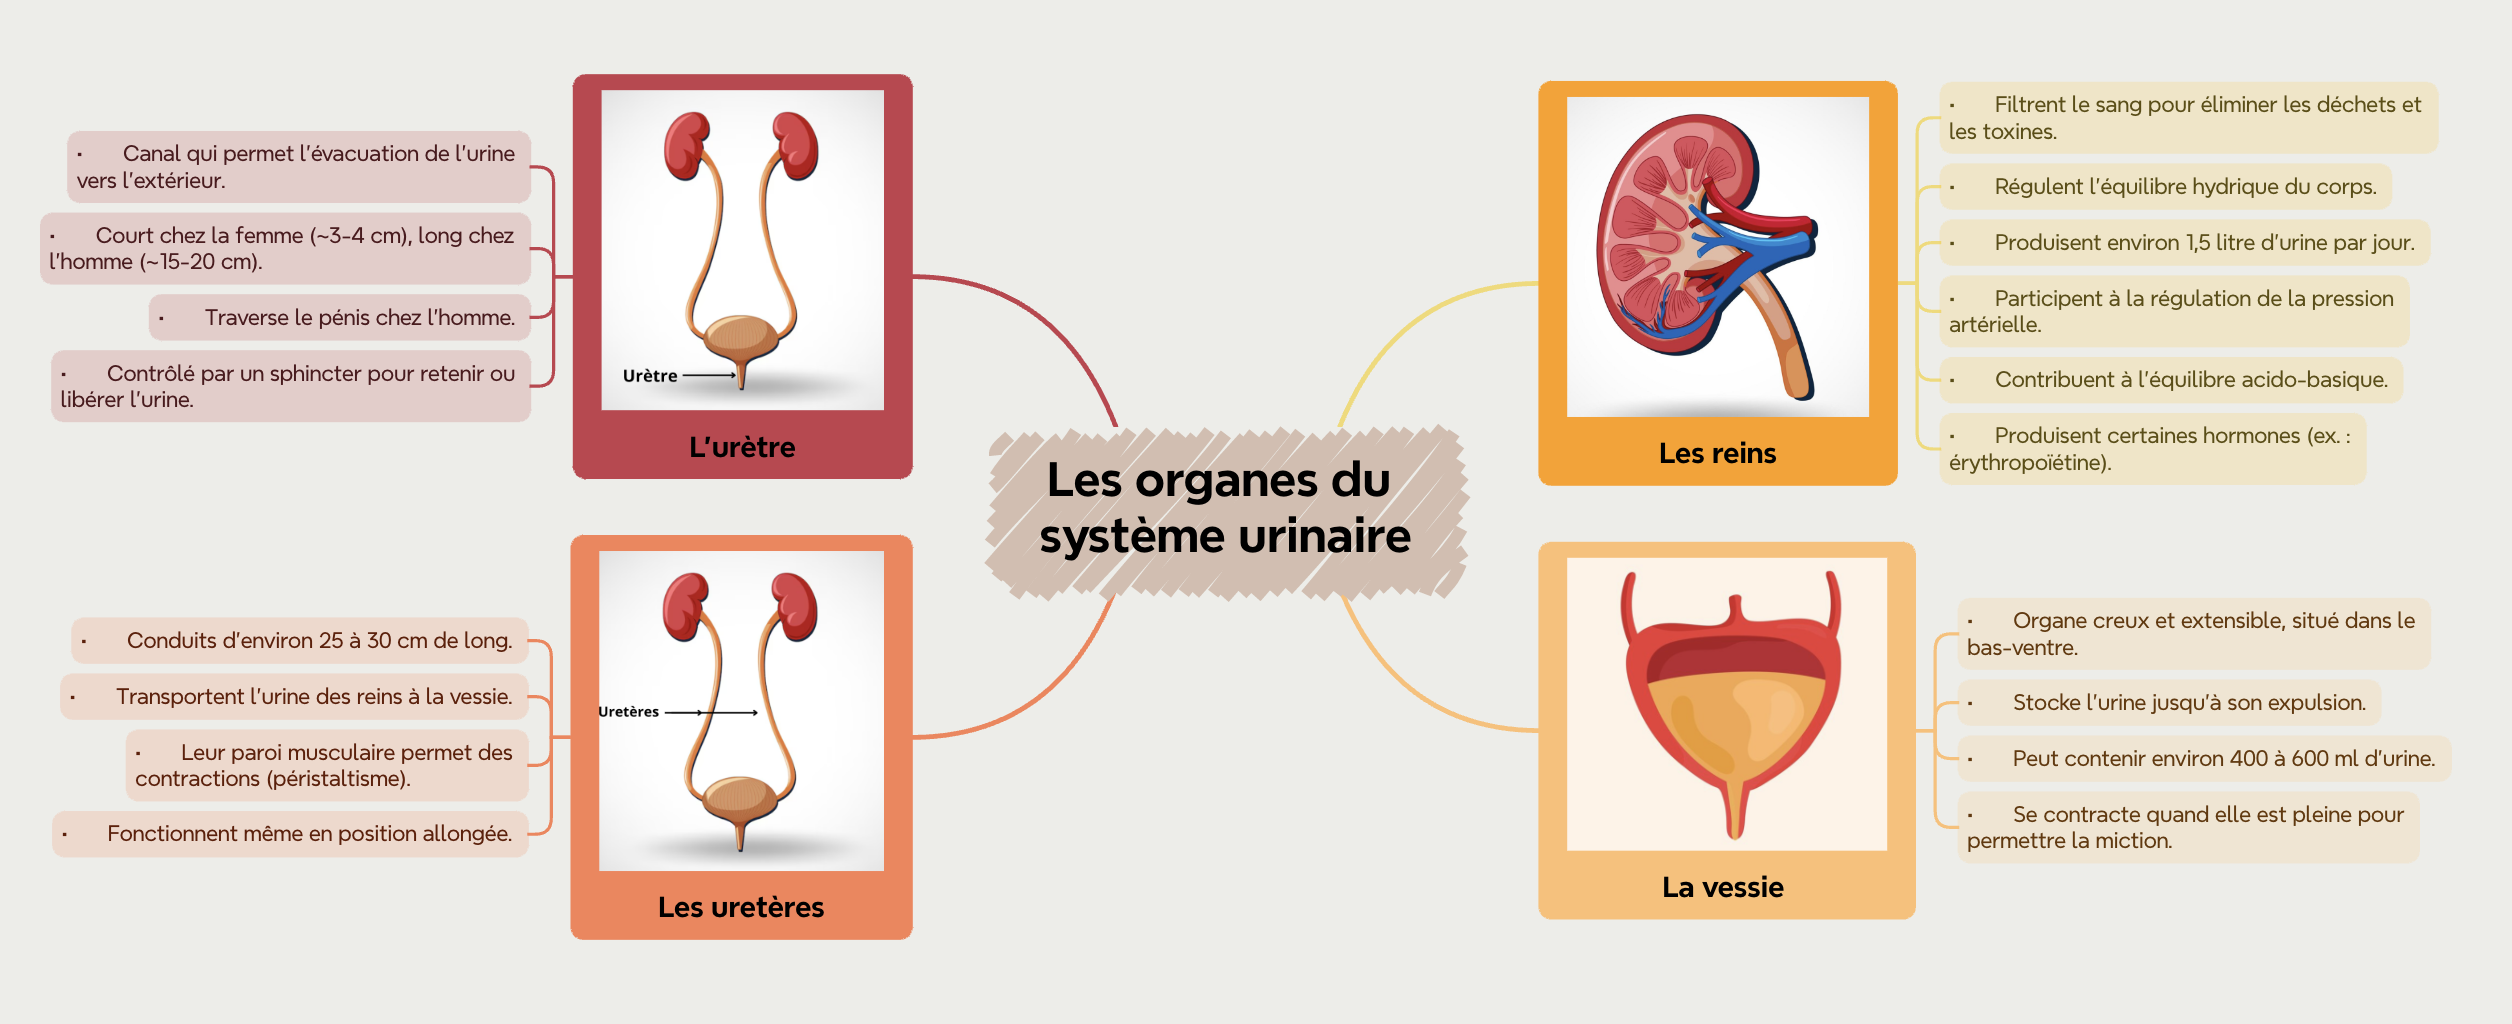 Les organes du
système urinaire
Urètre
L'urètre
▪ Canal qui permet l'évacuation de l'urine
vers l'extérieur.
▪ Court chez la femme (~3-4 cm), long chez
l'homme (~15-20 cm).
▪ Traverse le pénis chez l'homme.
▪ Contrôlé par un sphincter pour retenir ou
libérer l'urine.
Uretères
Les uretères
▪ Conduits d'environ 25 à 30 cm de long.
▪ Transportent l'urine des reins à la vessie.
▪ Leur paroi musculaire permet des
contractions (péristaltisme).
▪ Fonctionnent même en position allongée.
Les reins
▪ Filtrent le sang pour éliminer les déchets et
les toxines.
▪ Régulent l'équilibre hydrique du corps.
▪ Produisent environ 1,5 litre d'urine par jour.
▪ Participent à la régulation de la pression
artérielle.
▪ Contribuent à l'équilibre acido-basique.
▪ Produisent certaines hormones (ex. :
érythropoïétine).
La vessie
▪ Organe creux et extensible, situé dans le
bas-ventre.
▪ Stocke l'urine jusqu'à son expulsion.
▪ Peut contenir environ 400 à 600 ml d'urine.
▪ Se contracte quand elle est pleine pour
permettre la miction.